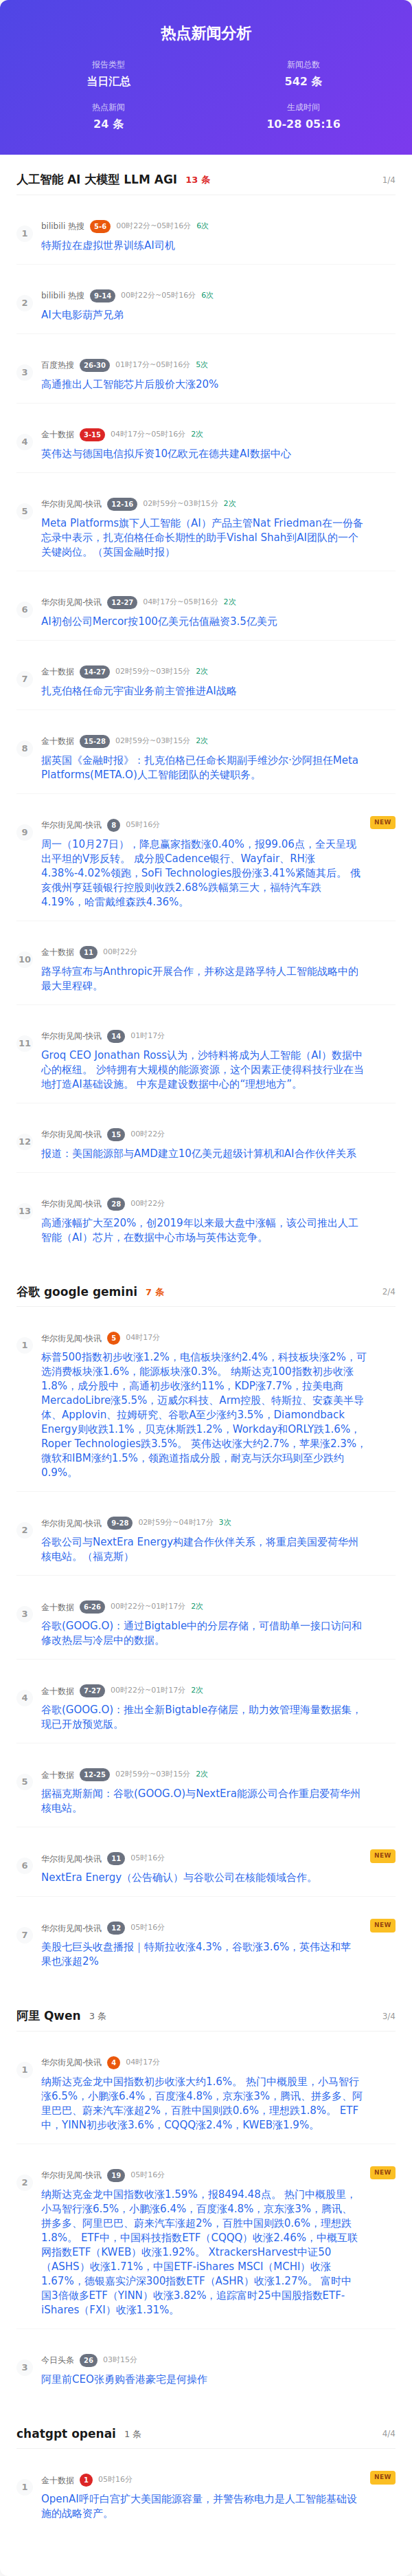 热点新闻分析
报告类型
当日汇总
新闻总数
542 条
热点新闻
24 条
生成时间
10-28 05:16
人工智能 AI 大模型 LLM AGI 13 条 1/4
1
bilibili 热搜 5-6 00时22分~05时16分 6次
特斯拉在虚拟世界训练AI司机
2
bilibili 热搜 9-14 00时22分~05时16分 6次
AI大电影葫芦兄弟
3
百度热搜 26-30 01时17分~05时16分 5次
高通推出人工智能芯片后股价大涨20%
4
金十数据 3-15 04时17分~05时16分 2次
英伟达与德国电信拟斥资10亿欧元在德共建AI数据中心
5
华尔街见闻-快讯 12-16 02时59分~03时15分 2次
Meta Platforms旗下人工智能（AI）产品主管Nat Friedman在一份备
忘录中表示，扎克伯格任命长期性的助手Vishal Shah到AI团队的一个
关键岗位。（英国金融时报）
6
华尔街见闻-快讯 12-27 04时17分~05时16分 2次
AI初创公司Mercor按100亿美元估值融资3.5亿美元
7
金十数据 14-27 02时59分~03时15分 2次
扎克伯格任命元宇宙业务前主管推进AI战略
8
金十数据 15-28 02时59分~03时15分 2次
据英国《金融时报》：扎克伯格已任命长期副手维沙尔·沙阿担任Meta
Platforms(META.O)人工智能团队的关键职务。
9
华尔街见闻-快讯 8 05时16分 NEW
周一（10月27日），降息赢家指数涨0.40%，报99.06点，全天呈现
出平坦的V形反转。 成分股Cadence银行、Wayfair、RH涨
4.38%-4.02%领跑，SoFi Technologies股份涨3.41%紧随其后。 俄
亥俄州亨廷顿银行控股则收跌2.68%跌幅第三大，福特汽车跌
4.19%，哈雷戴维森跌4.36%。
10
金十数据 11 00时22分
路孚特宣布与Anthropic开展合作，并称这是路孚特人工智能战略中的
最大里程碑。
11
华尔街见闻-快讯 14 01时17分
Groq CEO Jonathan Ross认为，沙特料将成为人工智能（AI）数据中
心的枢纽。 沙特拥有大规模的能源资源，这个因素正使得科技行业在当
地打造AI基础设施。 中东是建设数据中心的“理想地方”。
12
华尔街见闻-快讯 15 00时22分
报道：美国能源部与AMD建立10亿美元超级计算机和AI合作伙伴关系
13
华尔街见闻-快讯 28 00时22分
高通涨幅扩大至20%，创2019年以来最大盘中涨幅，该公司推出人工
智能（AI）芯片，在数据中心市场与英伟达竞争。
谷歌 google gemini 7 条 2/4
1
华尔街见闻-快讯 5 04时17分
标普500指数初步收涨1.2%，电信板块涨约2.4%，科技板块涨2%，可
选消费板块涨1.6%，能源板块涨0.3%。 纳斯达克100指数初步收涨
1.8%，成分股中，高通初步收涨约11%，KDP涨7.7%，拉美电商
MercadoLibre涨5.5%，迈威尔科技、Arm控股、特斯拉、安森美半导
体、Applovin、拉姆研究、谷歌A至少涨约3.5%，Diamondback
Energy则收跌1.1%，贝克休斯跌1.2%，Workday和ORLY跌1.6%，
Roper Technologies跌3.5%。 英伟达收涨大约2.7%，苹果涨2.3%，
微软和IBM涨约1.5%，领跑道指成分股，耐克与沃尔玛则至少跌约
0.9%。
2
华尔街见闻-快讯 9-28 02时59分~04时17分 3次
谷歌公司与NextEra Energy构建合作伙伴关系，将重启美国爱荷华州
核电站。（福克斯）
3
金十数据 6-26 00时22分~01时17分 2次
谷歌(GOOG.O)：通过Bigtable中的分层存储，可借助单一接口访问和
修改热层与冷层中的数据。
4
金十数据 7-27 00时22分~01时17分 2次
谷歌(GOOG.O)：推出全新Bigtable存储层，助力效管理海量数据集，
现已开放预览版。
5
金十数据 12-25 02时59分~03时15分 2次
据福克斯新闻：谷歌(GOOG.O)与NextEra能源公司合作重启爱荷华州
核电站。
6
华尔街见闻-快讯 11 05时16分 NEW
NextEra Energy（公告确认）与谷歌公司在核能领域合作。
7
华尔街见闻-快讯 12 05时16分 NEW
美股七巨头收盘播报｜特斯拉收涨4.3%，谷歌涨3.6%，英伟达和苹
果也涨超2%
阿里 Qwen 3 条 3/4
1
华尔街见闻-快讯 4 04时17分
纳斯达克金龙中国指数初步收涨大约1.6%。 热门中概股里，小马智行
涨6.5%，小鹏涨6.4%，百度涨4.8%，京东涨3%，腾讯、拼多多、阿
里巴巴、蔚来汽车涨超2%，百胜中国则跌0.6%，理想跌1.8%。 ETF
中，YINN初步收涨3.6%，CQQQ涨2.4%，KWEB涨1.9%。
2
华尔街见闻-快讯 19 05时16分 NEW
纳斯达克金龙中国指数收涨1.59%，报8494.48点。 热门中概股里，
小马智行涨6.5%，小鹏涨6.4%，百度涨4.8%，京东涨3%，腾讯、
拼多多、阿里巴巴、蔚来汽车涨超2%，百胜中国则跌0.6%，理想跌
1.8%。 ETF中，中国科技指数ETF（CQQQ）收涨2.46%，中概互联
网指数ETF（KWEB）收涨1.92%。 XtrackersHarvest中证50
（ASHS）收涨1.71%，中国ETF-iShares MSCI（MCHI）收涨
1.67%，德银嘉实沪深300指数ETF（ASHR）收涨1.27%。 富时中
国3倍做多ETF（YINN）收涨3.82%，追踪富时25中国股指数ETF-
iShares（FXI）收涨1.31%。
3
今日头条 26 03时15分
阿里前CEO张勇购香港豪宅是何操作
chatgpt openai 1 条 4/4
1
金十数据 1 05时16分 NEW
OpenAI呼吁白宫扩大美国能源容量，并警告称电力是人工智能基础设
施的战略资产。